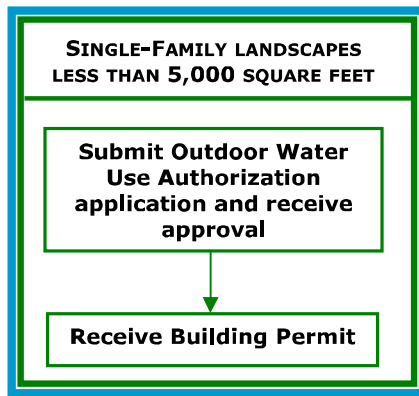 SINGLE-FAMILY LANDSCAPES
LESS THAN 5,000 SQUARE FEET
Submit Outdoor Water
Use Authorization
application and receive
approval
Receive Building Permit